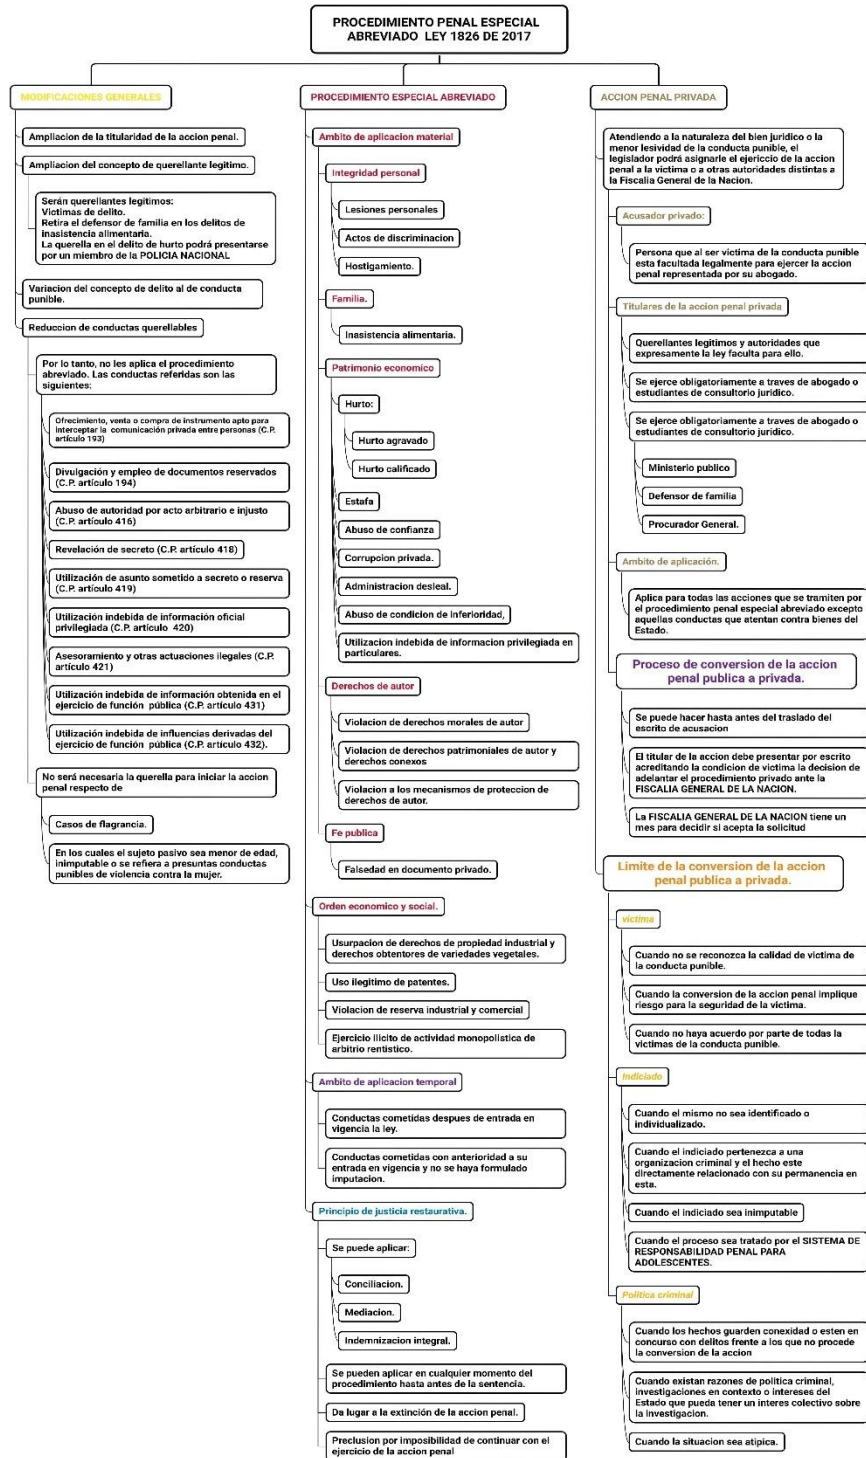 PROCEDIMIENTO PENAL ESPECIAL
ABREVIADO LEY 1826 DE 2017
MODIFICACIONES GENERALES
Ampliacion de la titularidad de la accion penal.
Ampliacion del concepto de querellante legitimo.
Serán querellantes legitimos:
Victimas de delito.
Retira el defensor de familia en los delitos de
inasistencia alimentaria.
La querella en el delito de hurto podrá presentarse
por un miembro de la POLICIA NACIONAL
Variacion del concepto de delito al de conducta
punible.
Reduccion de conductas querellables
Por lo tanto, no les aplica el procedimiento
abreviado. Las conductas referidas son las
siguientes:
Ofrecimiento, venta o compra de instrumento apto para
interceptar la comunicación privada entre personas (C.P.
artículo 193)
Divulgación y empleo de documentos reservados
(C.P. artículo 194)
Abuso de autoridad por acto arbitrario e injusto
(C.P. artículo 416)
Revelación de secreto (C.P. artículo 418)
Utilización de asunto sometido a secreto o reserva
(C.P. artículo 419)
Utilización indebida de información oficial
privilegiada (C.P. artículo 420)
Asesoramiento y otras actuaciones ilegales (C.P.
artículo 421)
Utilización indebida de información obtenida en el
ejercicio de función pública (C.P. artículo 431)
Utilización indebida de influencias derivadas del
ejercicio de función pública (C.P. artículo 432).
No será necesaria la querella para iniciar la accion
penal respecto de
Casos de flagrancia.
En los cuales el sujeto pasivo sea menor de edad,
inimputable o se refiera a presuntas conductas
punibles de violencia contra la mujer.
PROCEDIMIENTO ESPECIAL ABREVIADO
Ambito de aplicacion material
Integridad personal
Lesiones personales
Actos de discriminacion
Hostigamiento.
Familia.
Inasistencia alimentaria.
Patrimonio economico
Hurto:
Hurto agravado
Hurto calificado
Estafa
Abuso de confianza
Corrupcion privada.
Administracion desleal.
Abuso de condicion de inferioridad,
Utilizacion indebida de informacion privilegiada en
particulares.
Derechos de autor
Violacion de derechos morales de autor
Violacion de derechos patrimoniales de autor y
derechos conexos
Violacion a los mecanismos de proteccion de
derechos de autor.
Fe publica
Falsedad en documento privado.
Orden economico y social.
Usurpacion de derechos de propiedad industrial y
derechos obtentores de variedades vegetales.
Uso ilegitimo de patentes.
Violacion de reserva industrial y comercial
Ejercicio ilicito de actividad monopolistica de
arbitrio rentistico.
Ambito de aplicacion temporal
Conductas cometidas despues de entrada en
vigencia la ley.
Conductas cometidas con anterioridad a su
entrada en vigencia y no se haya formulado
imputacion.
Principio de justicia restaurativa.
Se puede aplicar:
Conciliacion.
Mediacion.
Indemnizacion integral.
Se pueden aplicar en cualquier momento del
procedimiento hasta antes de la sentencia.
Da lugar a la extinción de la accion penal.
Preclusion por imposibilidad de continuar con el
ejercicio de la accion penal
ACCION PENAL PRIVADA
Atendiendo a la naturaleza del bien juridico o la
menor lesividad de la conducta punible, el
legislador podrá asignarle el ejericcio de la accion
penal a la victima o a otras autoridades distintas a
la Fiscalia General de la Nacion.
Acusador privado:
Persona que al ser victima de la conducta punible
esta facultada legalmente para ejercer la accion
penal representada por su abogado.
Titulares de la accion penal privada
Querellantes legitimos y autoridades que
expresamente la ley faculta para ello.
Se ejerce obligatoriamente a traves de abogado o
estudiantes de consultorio jurídico.
Se ejerce obligatoriamente a traves de abogado o
estudiantes de consultorio jurídico.
Ministerio publico
Defensor de familia
Procurador General.
Ambito de aplicación.
Aplica para todas las acciones que se tramiten por
el procedimiento penal especial abreviado excepto
aquellas conductas que atentan contra bienes del
Estado.
Proceso de conversion de la accion
penal publica a privada.
Se puede hacer hasta antes del traslado del
escrito de acusacion
El titular de la accion debe presentar por escrito
acreditando la condicion de victima la decision de
adelantar el procedimiento privado ante la
FISCALIA GENERAL DE LA NACION.
La FISCALIA GENERAL DE LA NACION tiene un
mes para decidir si acepta la solicitud
Limite de la conversion de la accion
penal publica a privada.
victima
Cuando no se reconozca la calidad de victima de
la conducta punible.
Cuando la conversion de la accion penal implique
riesgo para la seguridad de la victima.
Cuando no haya acuerdo por parte de todas la
victimas de la conducta punible.
Indiciado
Cuando el mismo no sea identificado o
individualizado.
Cuando el indiciado pertenezca a una
organizacion criminal y el hecho este
directamente relacionado con su permanencia en
esta.
Cuando el indiciado sea inimputable
Cuando el proceso sea tratado por el SISTEMA DE
RESPONSABILIDAD PENAL PARA
ADOLESCENTES.
Politica criminal
Cuando los hechos guarden conexidad o esten en
concurso con delitos frente a los que no procede
la conversion de la accion
Cuando existan razones de politica criminal,
investigaciones en contexto o intereses del
Estado que pueda tener un interes colectivo sobre
la investigacion.
Cuando la situacion sea atipica.